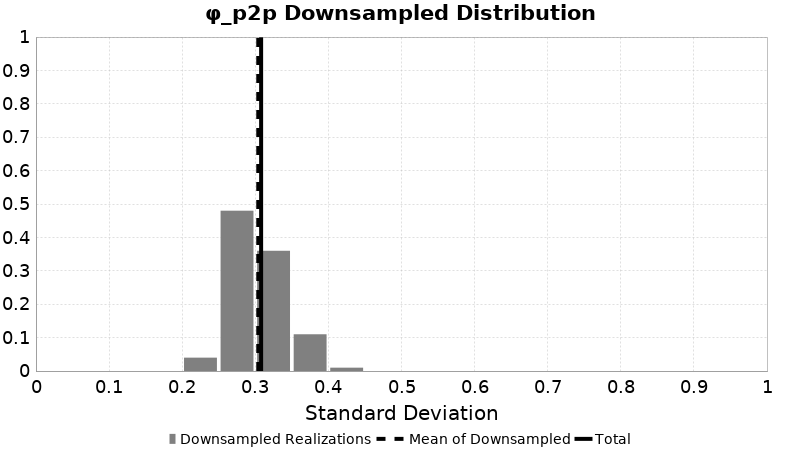 φ_p2p Downsampled Distribution
1
0.9
0.8
0.7
0.6
0.5
0.4
0.3
0.2
0.1
0
0 0.1 0.2 0.3 0.4 0.5 0.6 0.7 0.8 0.9 1
Standard Deviation
Downsampled Realizations Mean of Downsampled Total